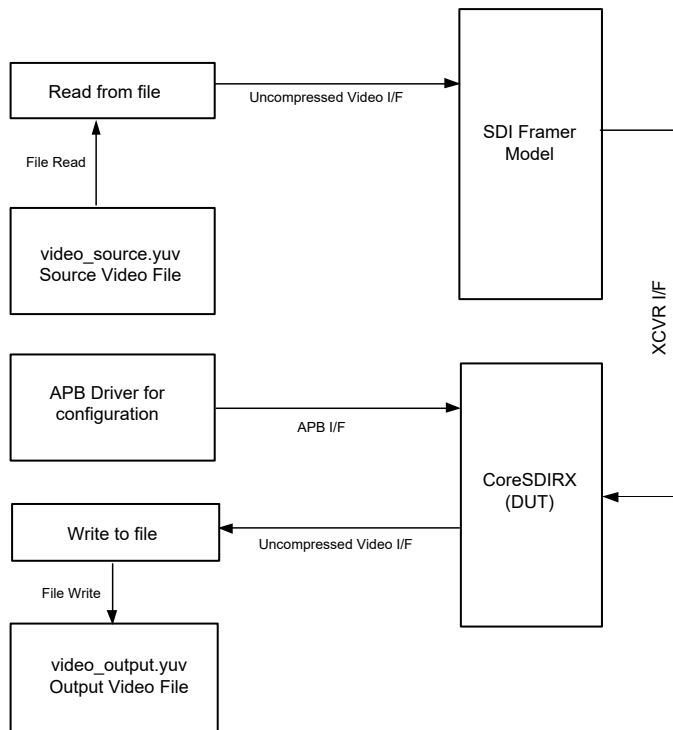 Read from file
Uncompressed Video I/F
SDI Framer
Model
File Read
video_source.yuv
Source Video File
XCVR I/F
APB Driver for
configuration
APB I/F
CoreSDIRX
(DUT)
Write to file
Uncompressed Video I/F
File Write
video_output.yuv
Output Video File